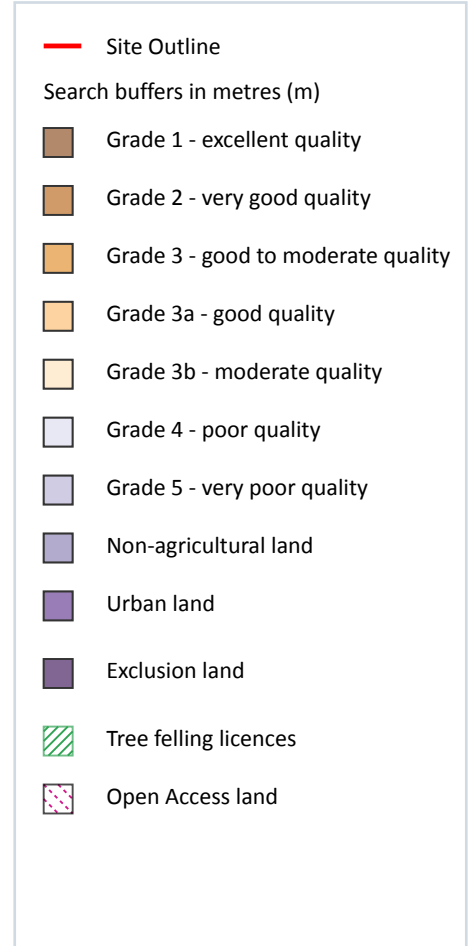 Site Outline
Search buffers in metres (m)
Grade 1 - excellent quality
Grade 2 - very good quality
Grade 3 - good to moderate quality
Grade 3a - good quality
Grade 3b - moderate quality
Grade 4 - poor quality
Grade 5 - very poor quality
Non-agricultural land
Urban land
Exclusion land
Tree felling licences
Open Access land